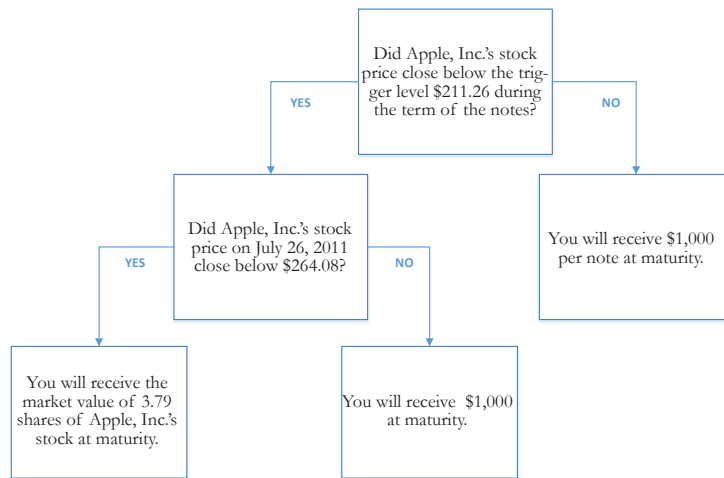 Did Apple, Inc.'s stock
price close below the trig-
ger level $211.26 during
the term of the notes?
YES
NO
Did Apple, Inc.'s stock
price on July 26, 2011
close below $264.08?
You will receive $1,000
per note at maturity.
YES
NO
You will receive the
market value of 3.79
shares of Apple, Inc.'s
stock at maturity.
You will receive $1,000
at maturity.